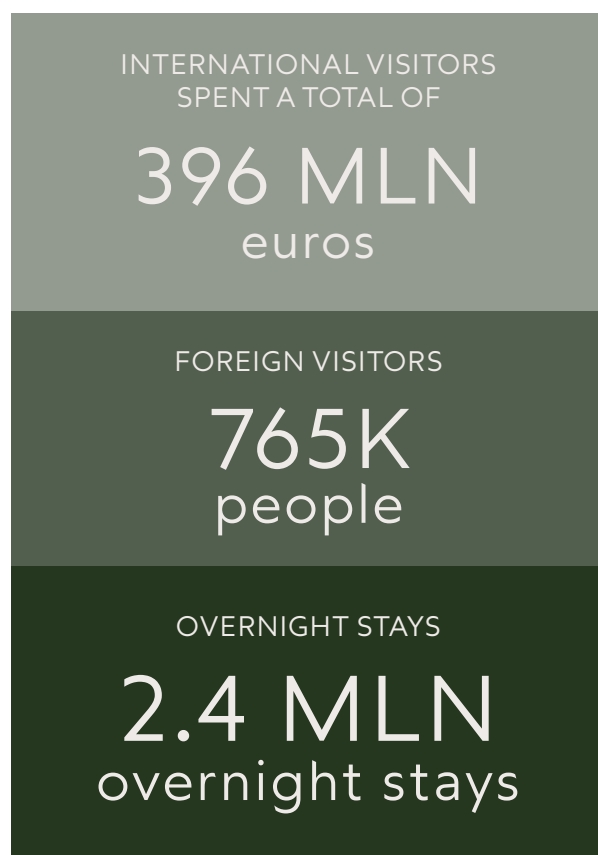 INTERNATIONAL VISITORS
SPENT A TOTAL OF
396 MLN
euros
FOREIGN VISITORS
765K
people
OVERNIGHT STAYS
2.4 MLN
overnight stays